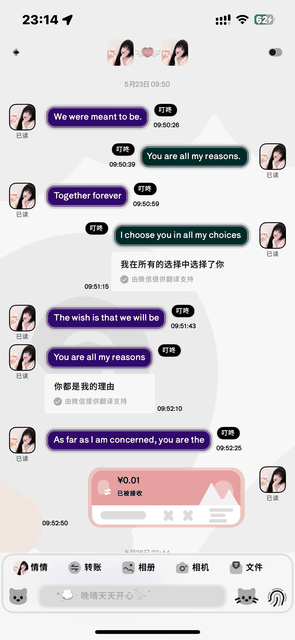 23:14
62
5月23日 09:50
We were meant to be.
叮咚
09:50:26
已读
叮咚
You are all my reasons.
09:50:39
已读
Together forever
叮咚
09:50:59
已读
叮咚
I choose you in all my choices
已读
我在所有的选择中选择了你
由微信提供翻译支持
09:51:15
The wish is that we will be
叮咚
09:51:43
已读
You are all my reasons
叮咚
已读
你都是我的理由
由微信提供翻译支持
09:52:10
As far as I am concerned, you are the
叮咚
09:52:25
已读
¥0.01
已被接收
已读
09:52:50
情情
转账
相册
相机
文件
晚晴天天开心